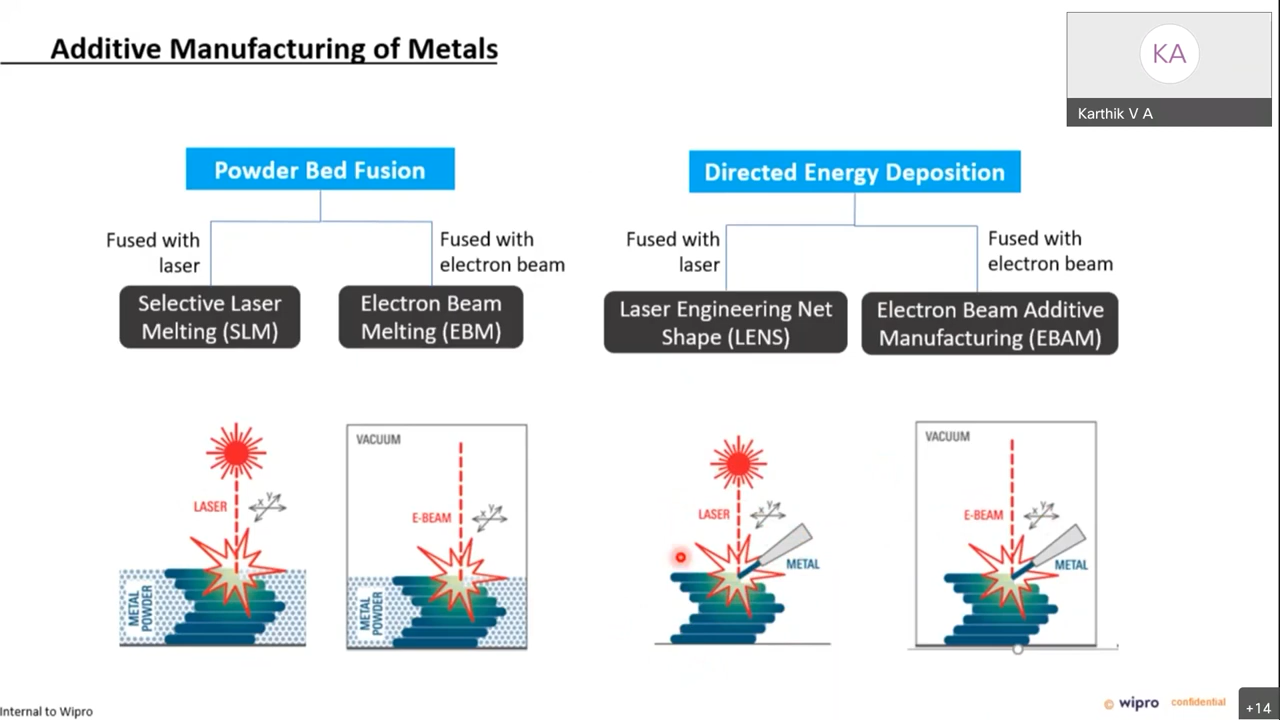 Additive Manufacturing of Metals
KA
Karthik V A
Powder Bed Fusion
Directed Energy Deposition
Fused with
laser
Fused with
electron beam
Fused with
laser
Fused with
electron beam
Selective Laser
Melting (SLM)
Electron Beam
Melting (EBM)
Laser Engineering Net
Shape (LENS)
Electron Beam Additive
Manufacturing (EBAM)
LASER
x y
METAL
POWDER
VACUUM
E-BEAM
x y
METAL
POWDER
LASER
x y
METAL
VACUUM
E-BEAM
x y
METAL
Internal to Wipro
© wipro confidential
+14